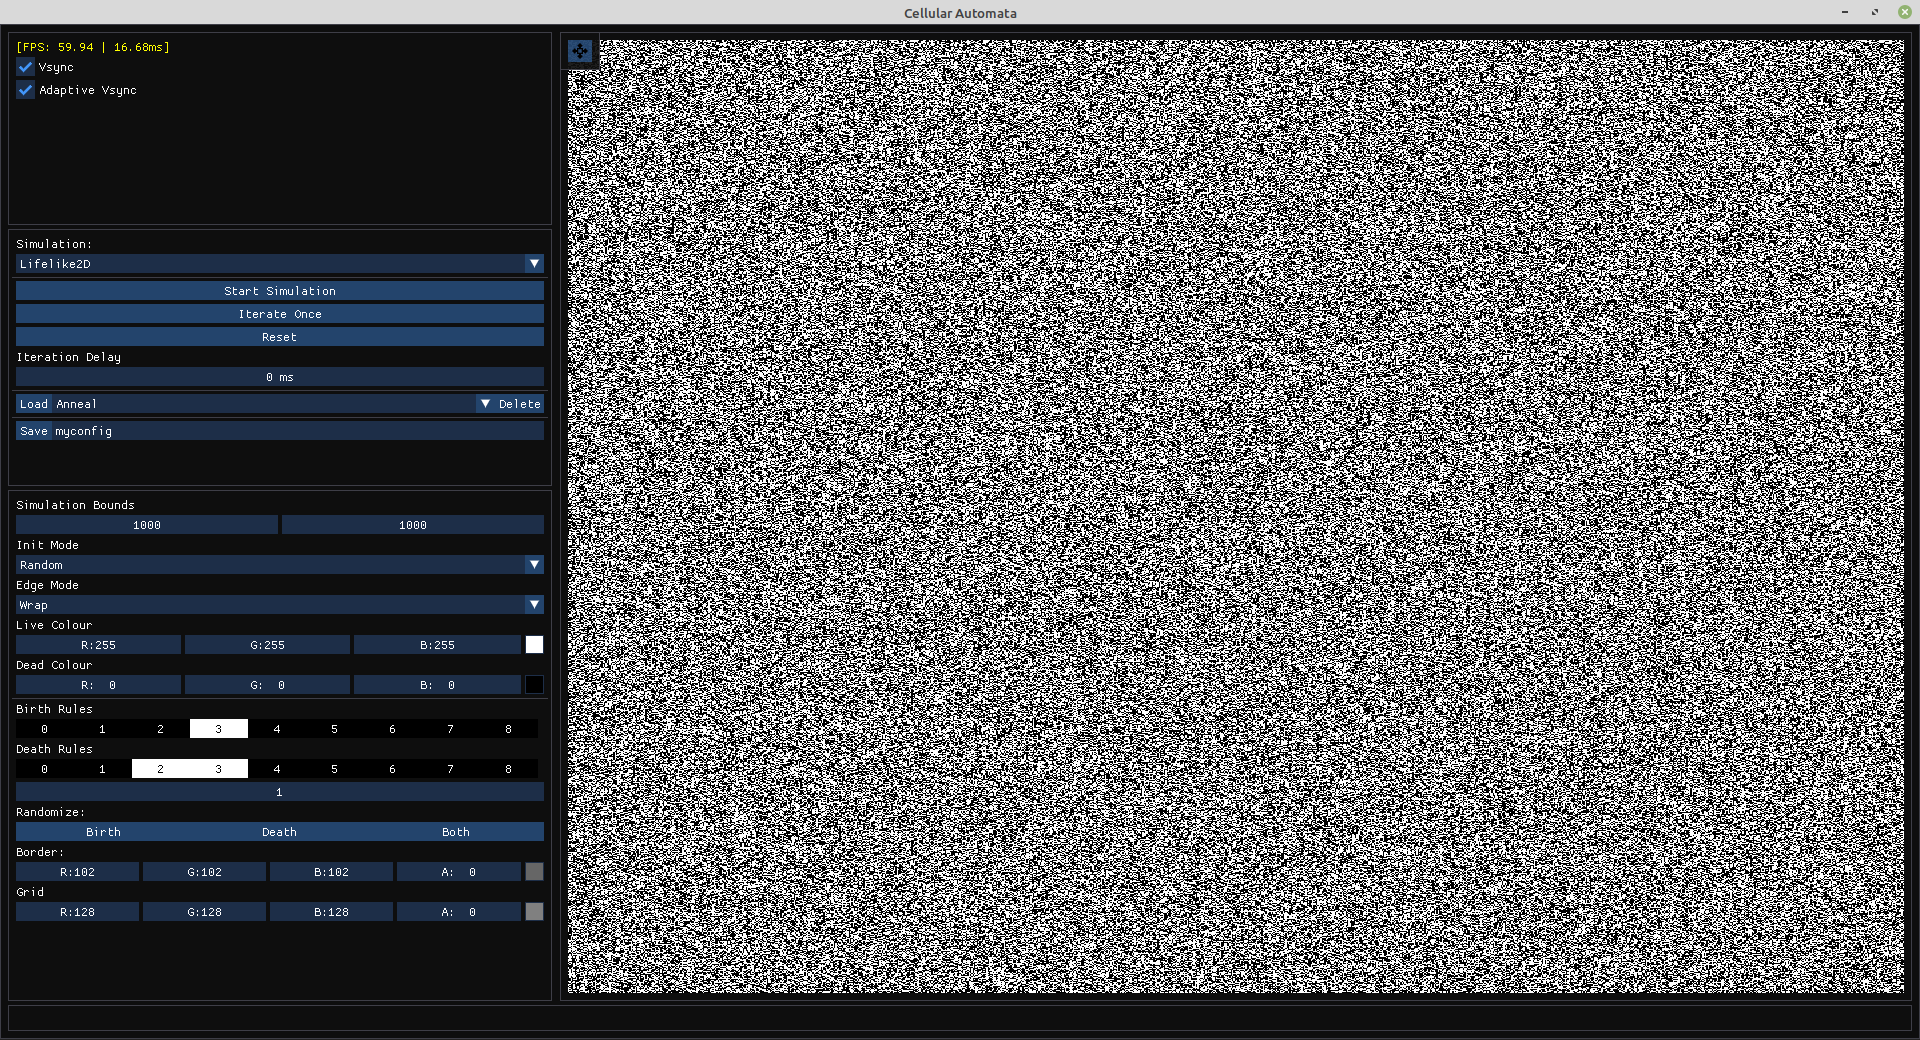 Cellular Automata
[FPS: 59.94 | 16.68ms]
Vsync
Adaptive Vsync
Simulation:
Lifelike2D
Start Simulation
Iterate Once
Reset
Iteration Delay
0 ms
Load Anneal Delete
Save myconfig
Simulation Bounds
1000 1000
Init Mode
Random
Edge Mode
Wrap
Live Colour
R:255 G:255 B:255
Dead Colour
R: 0 G: 0 B: 0
Birth Rules
0 1 2 3 4 5 6 7 8
Death Rules
0 1 2 3 4 5 6 7 8
1
Randomize:
Birth Death Both
Border:
R:102 G:102 B:102 A: 0
Grid
R:128 G:128 B:128 A: 0